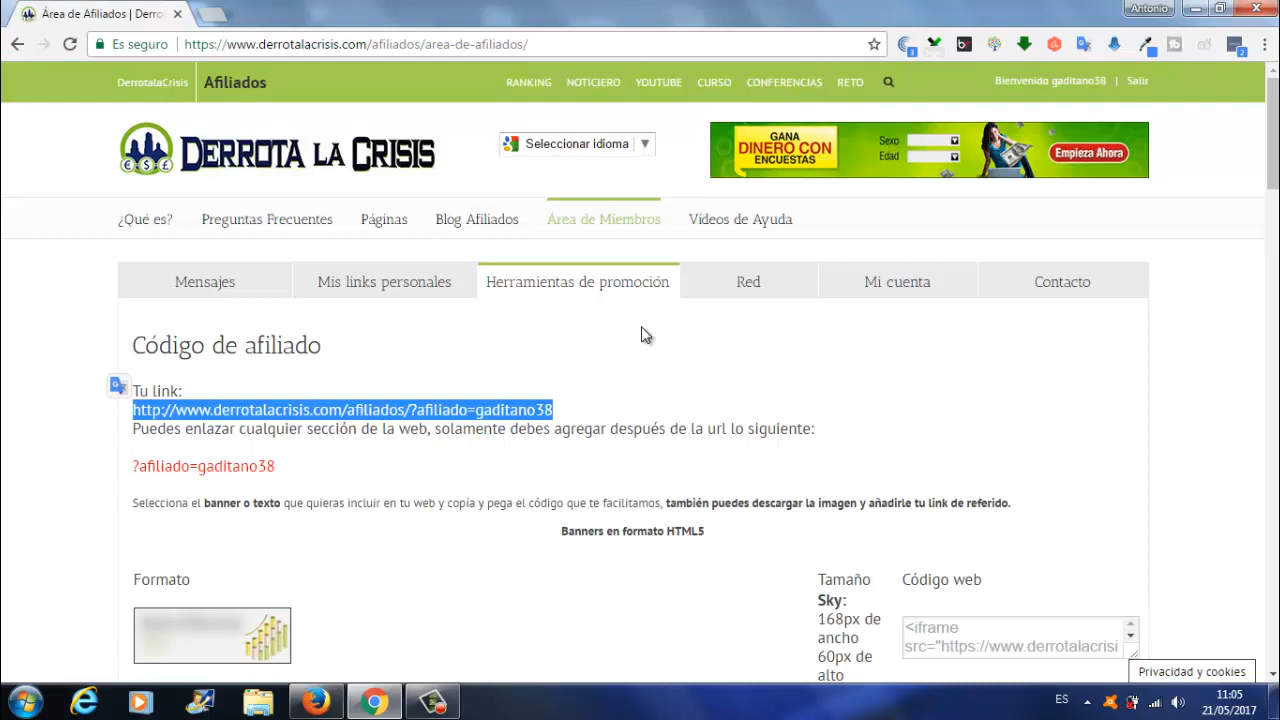 Área de Afiliados | Derro
Antonio
Es seguro
https://www.derrotalacrisis.com/afiliados/area-de-afiliados/
3
2
DerrotalaCrisis
Afiliados
RANKING
NOTICIERO
YOUTUBE
CURSO
CONFERENCIAS
RETO
Bienvenido gaditano38 | Salir
DERROTA LA CRISIS
Seleccionar idioma
GANA
DINERO CON
ENCUESTAS
Sexo
Edad
Empieza Ahora
¿Qué es?
Preguntas Frecuentes
Páginas
Blog Afiliados
Área de Miembros
Vídeos de Ayuda
Mensajes
Mis links personales
Herramientas de promoción
Red
Mi cuenta
Contacto
Código de afiliado
Tu link:
http://www.derrotalacrisis.com/afiliados/?afiliado=gaditano38
Puedes enlazar cualquier sección de la web, solamente debes agregar después de la url lo siguiente:
?afiliado=gaditano38
Selecciona el banner o texto que quieras incluir en tu web y copía y pega el código que te facilitamos, también puedes descargar la imagen y añadirle tu link de referido.
Banners en formato HTML5
Formato
Tamaño
Código web
Sky:
168px de
ancho
60px de
alto
<iframe
src="https://www.derrotalacrisi
Privacidad y cookies
ES
11:05
21/05/2017